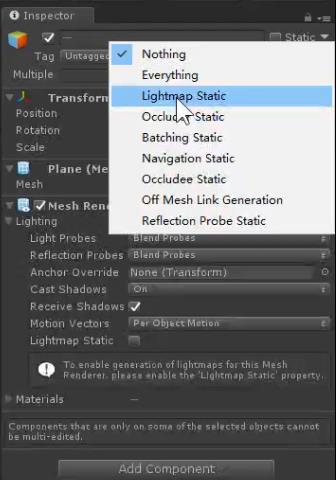 Inspector
Static
Tag Untagged
Multiple
Nothing
Everything
Lightmap Static
Occluder Static
Batching Static
Navigation Static
Occludee Static
Off Mesh Link Generation
Reflection Probe Static
Transform
Position
Rotation
Scale
Plane (Me
Mesh
Mesh Ren
Lighting
Light Probes Blend Probes
Reflection Probes Blend Probes
Anchor Override None (Transform)
Cast Shadows On
Receive Shadows
Motion Vectors Per Object Motion
Lightmap Static
To enable generation of lightmaps for this Mesh
Renderer, please enable the 'Lightmap Static' property.
Materials —
Components that are only on some of the selected objects cannot
be multi-edited.
Add Component